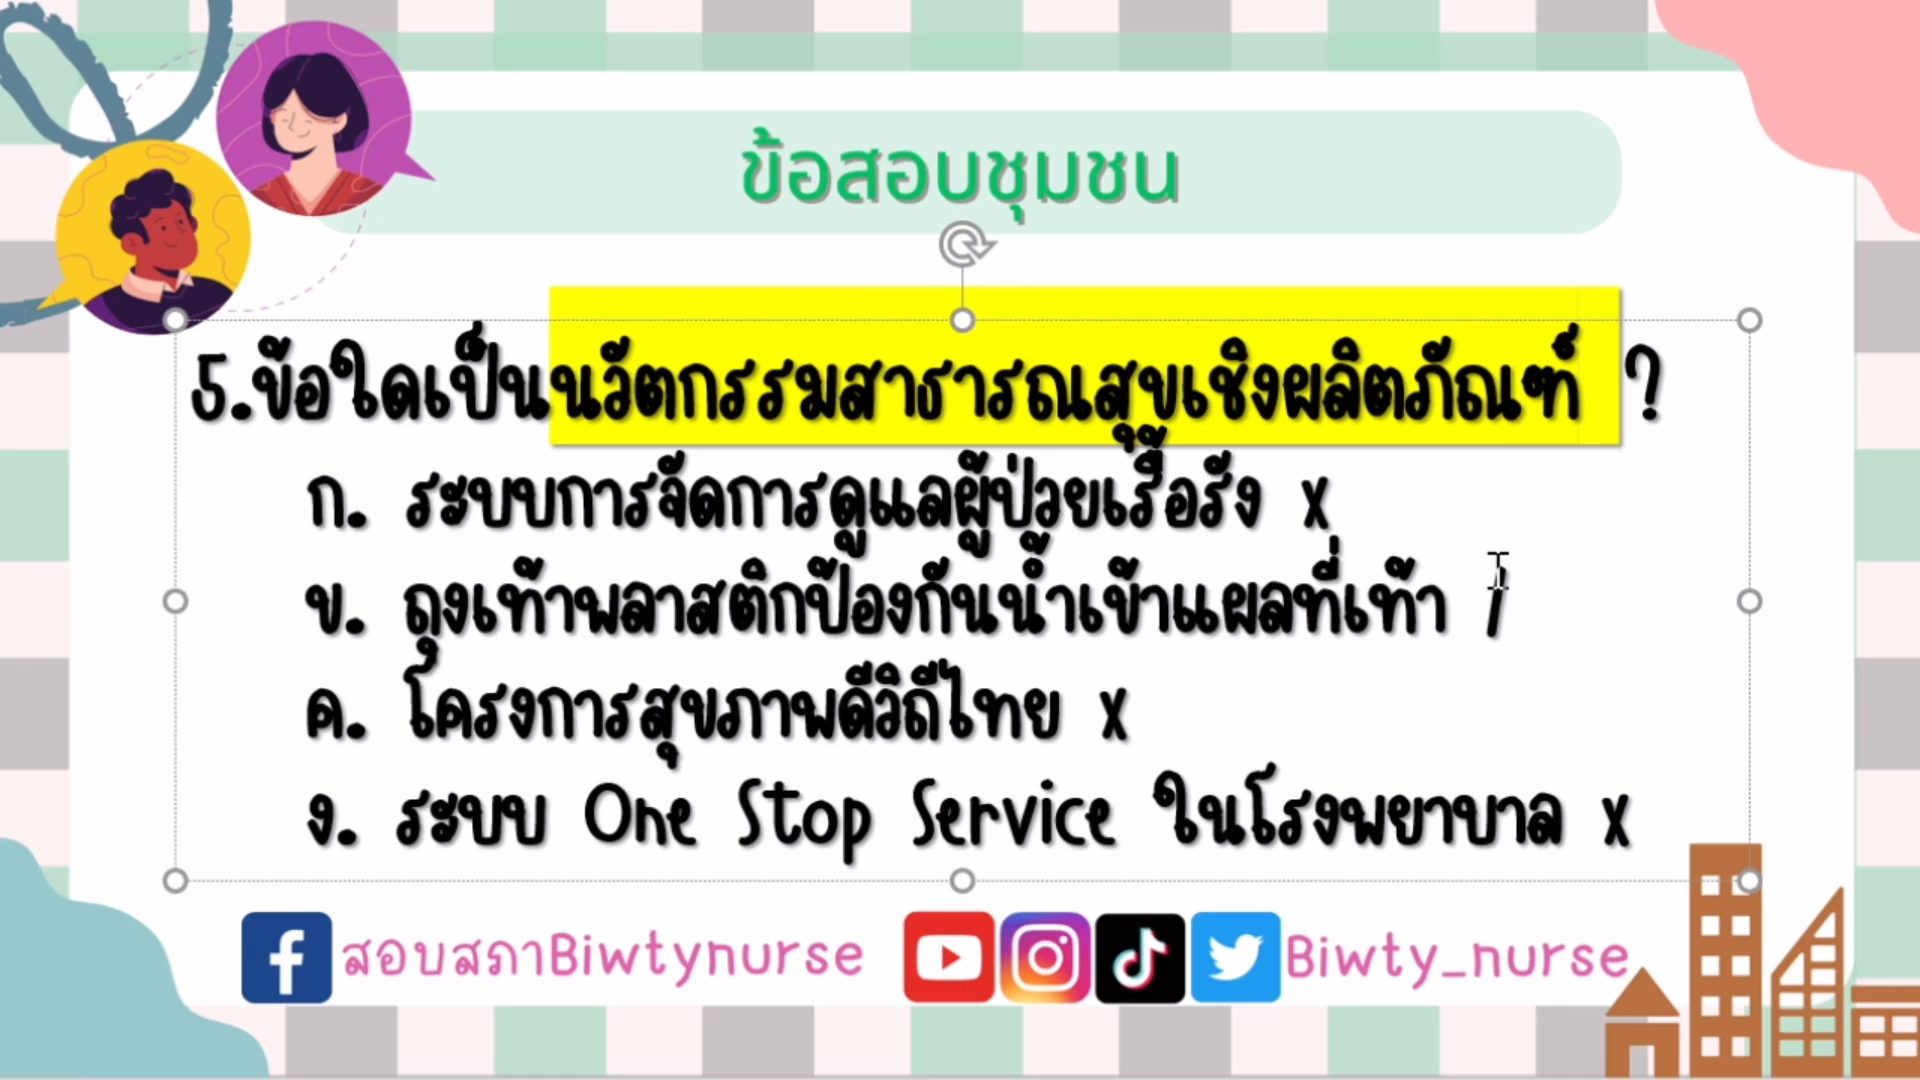 ข้อสอบชุมชน
5.ข้อใดเป็นนวัตกรรมสาธารณสุขเชิงผลิตภัณฑ์ ?
ก. ระบบการจัดการดูแลผู้ป่วยเรื้อรัง x
ข. ถุงเท้าพลาสติกป้องกันน้ำเข้าแผลที่เท้า /
ค. โครงการสุขภาพดีวิถีไทย x
ง. ระบบ One Stop Service ในโรงพยาบาล x
สอบสภาBiwtynurse Biwty_nurse